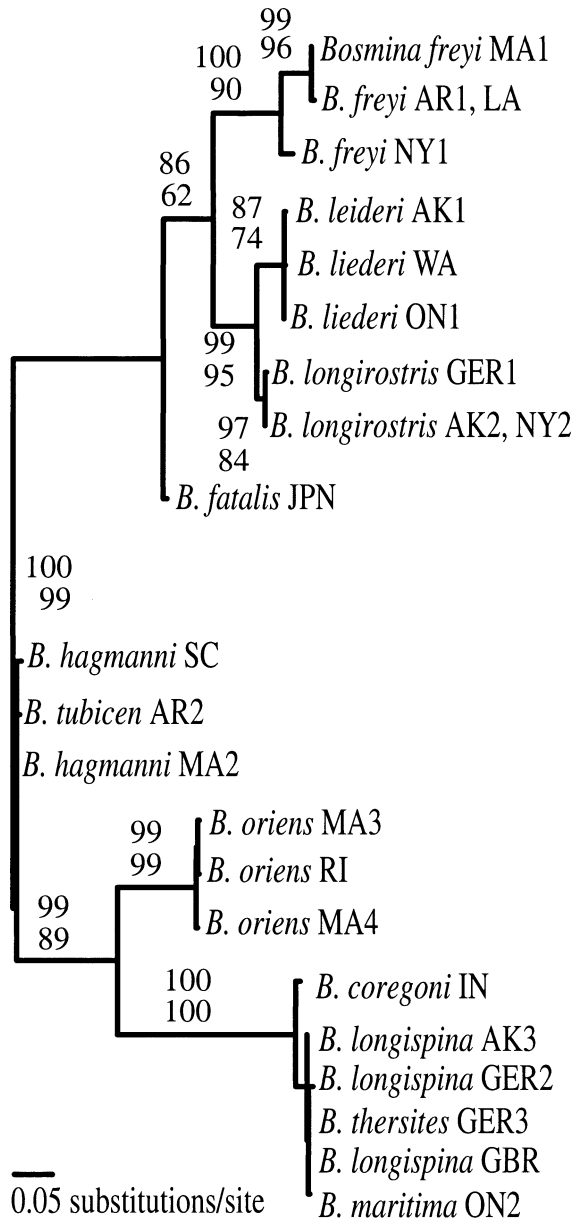 99
96
Bosmina freyi MA1
100
90
B. freyi AR1, LA
B. freyi NY1
86
62
87
74
B. leideri AK1
B. liederi WA
B. liederi ON1
99
95
B. longirostris GER1
97
84
B. longirostris AK2, NY2
B. fatalis JPN
100
99
B. hagmanni SC
B. tubicen AR2
B. hagmanni MA2
99
99
B. oriens MA3
B. oriens RI
99
89
B. oriens MA4
100
100
B. coregoni IN
B. longispina AK3
B. longispina GER2
B. thersites GER3
B. longispina GBR
B. maritima ON2
0.05 substitutions/site